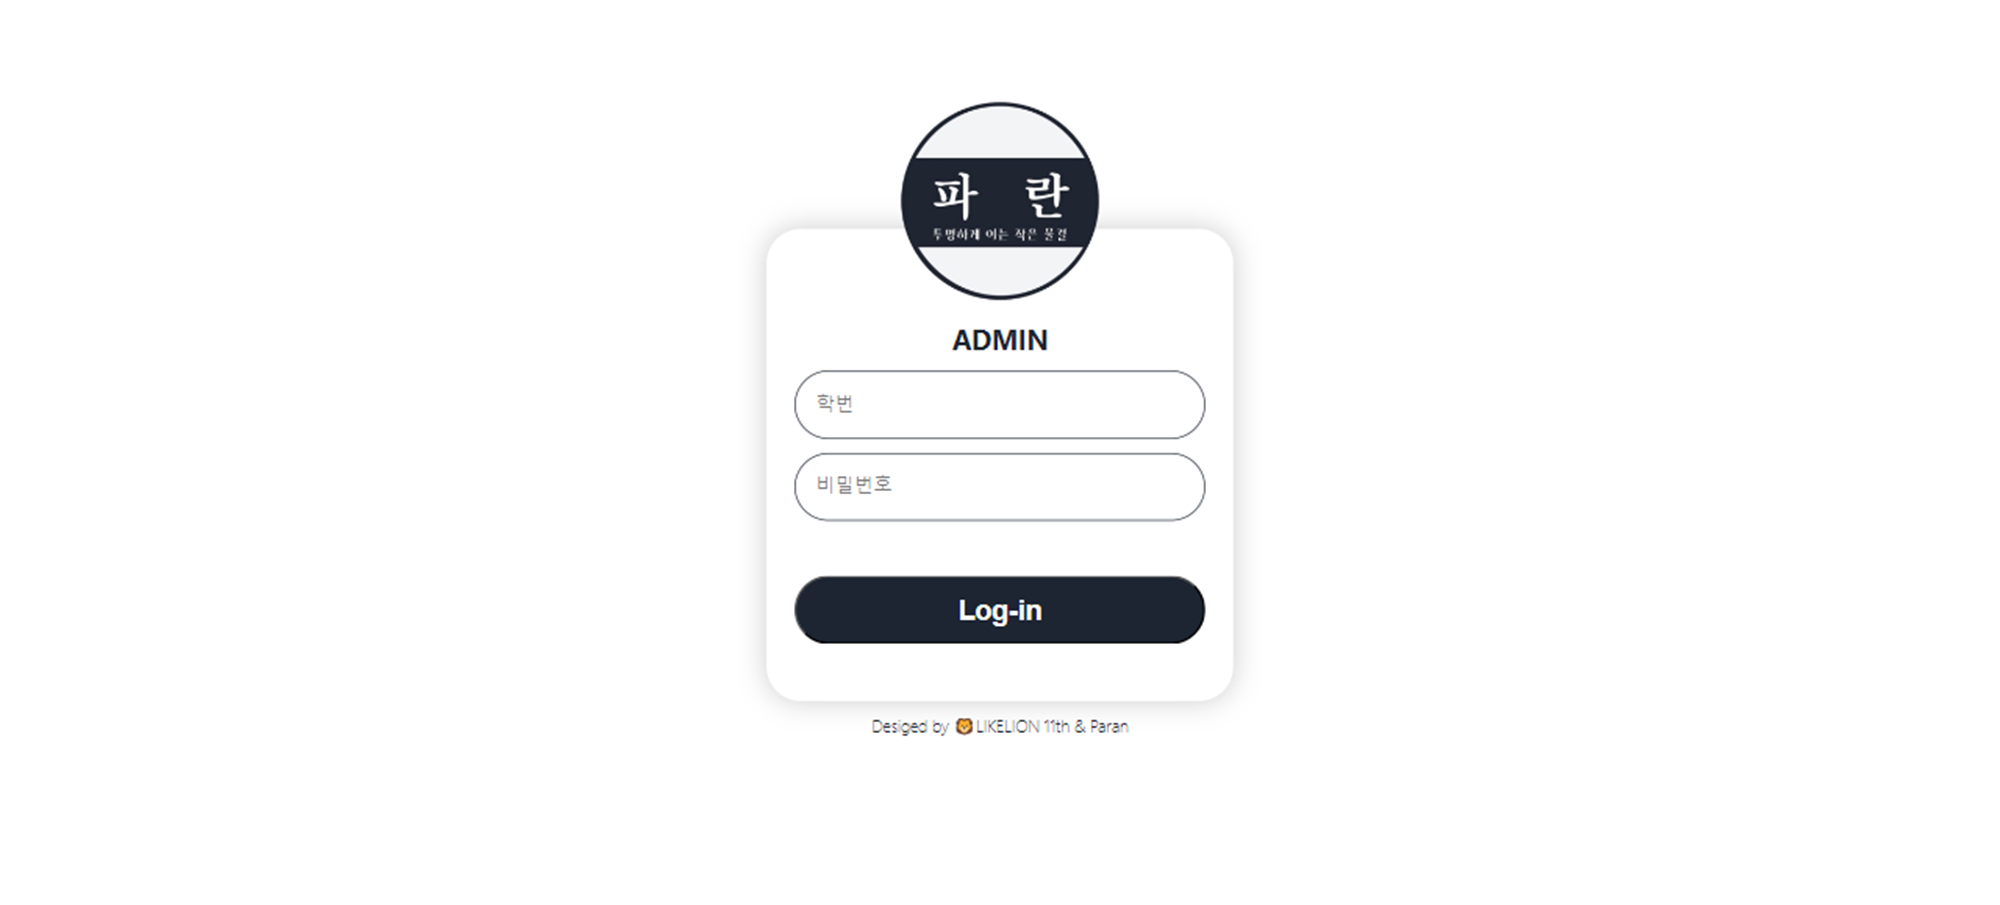 파 란
투명하게 이는 작은 물결
ADMIN
학번
비밀번호
Log-in
Desiged by 🦁LIKELION 11th & Paran